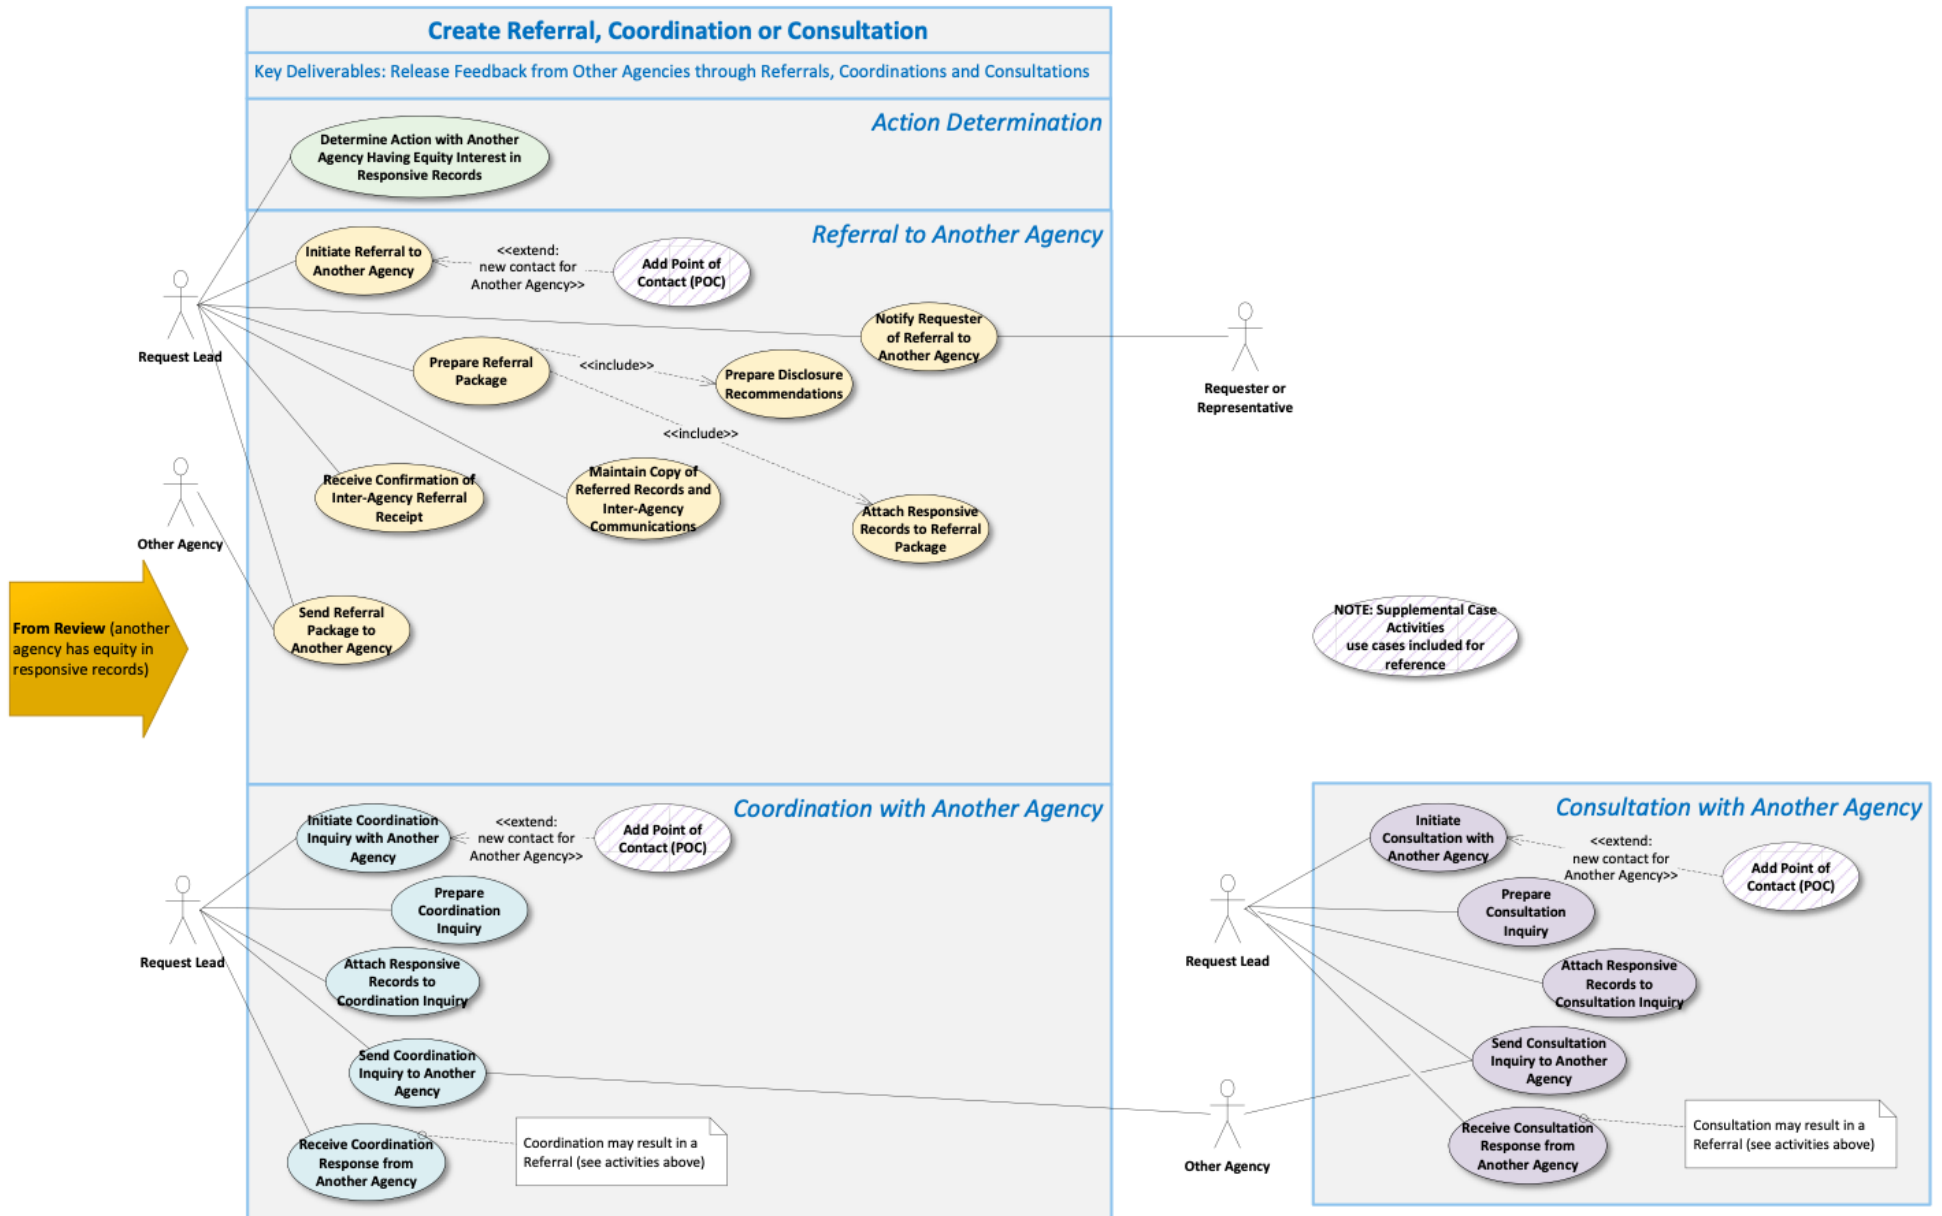 Create Referral, Coordination or Consultation
Key Deliverables: Release Feedback from Other Agencies through Referrals, Coordinations and Consultations
Action Determination
Determine Action with Another
Agency Having Equity Interest in
Responsive Records
Referral to Another Agency
Initiate Referral to
Another Agency
<<extend:
new contact for
Another Agency>>
Add Point of
Contact (POC)
Request Lead
Notify Requester
of Referral to
Another Agency
Requester or
Representative
Prepare Referral
Package
<<include>>
Prepare Disclosure
Recommendations
<<include>>
Receive Confirmation of
Inter-Agency Referral
Receipt
Maintain Copy of
Referred Records and
Inter-Agency
Communications
Attach Responsive
Records to Referral
Package
Other Agency
From Review (another
agency has equity in
responsive records)
Send Referral
Package to
Another Agency
NOTE: Supplemental Case
Activities
use cases included for
reference
Coordination with Another Agency
Initiate Coordination
Inquiry with Another
Agency
<<extend:
new contact for
Another Agency>>
Add Point of
Contact (POC)
Prepare
Coordination
Inquiry
Request Lead
Attach Responsive
Records to
Coordination Inquiry
Send Coordination
Inquiry to Another
Agency
Receive Coordination
Response from
Another Agency
Coordination may result in a
Referral (see activities above)
Consultation with Another Agency
Initiate
Consultation with
Another Agency
<<extend:
new contact for
Another Agency>>
Add Point of
Contact (POC)
Prepare
Consultation
Inquiry
Request Lead
Attach Responsive
Records to
Consultation Inquiry
Send Consultation
Inquiry to Another
Agency
Other Agency
Receive Consultation
Response from
Another Agency
Consultation may result in a
Referral (see activities above)